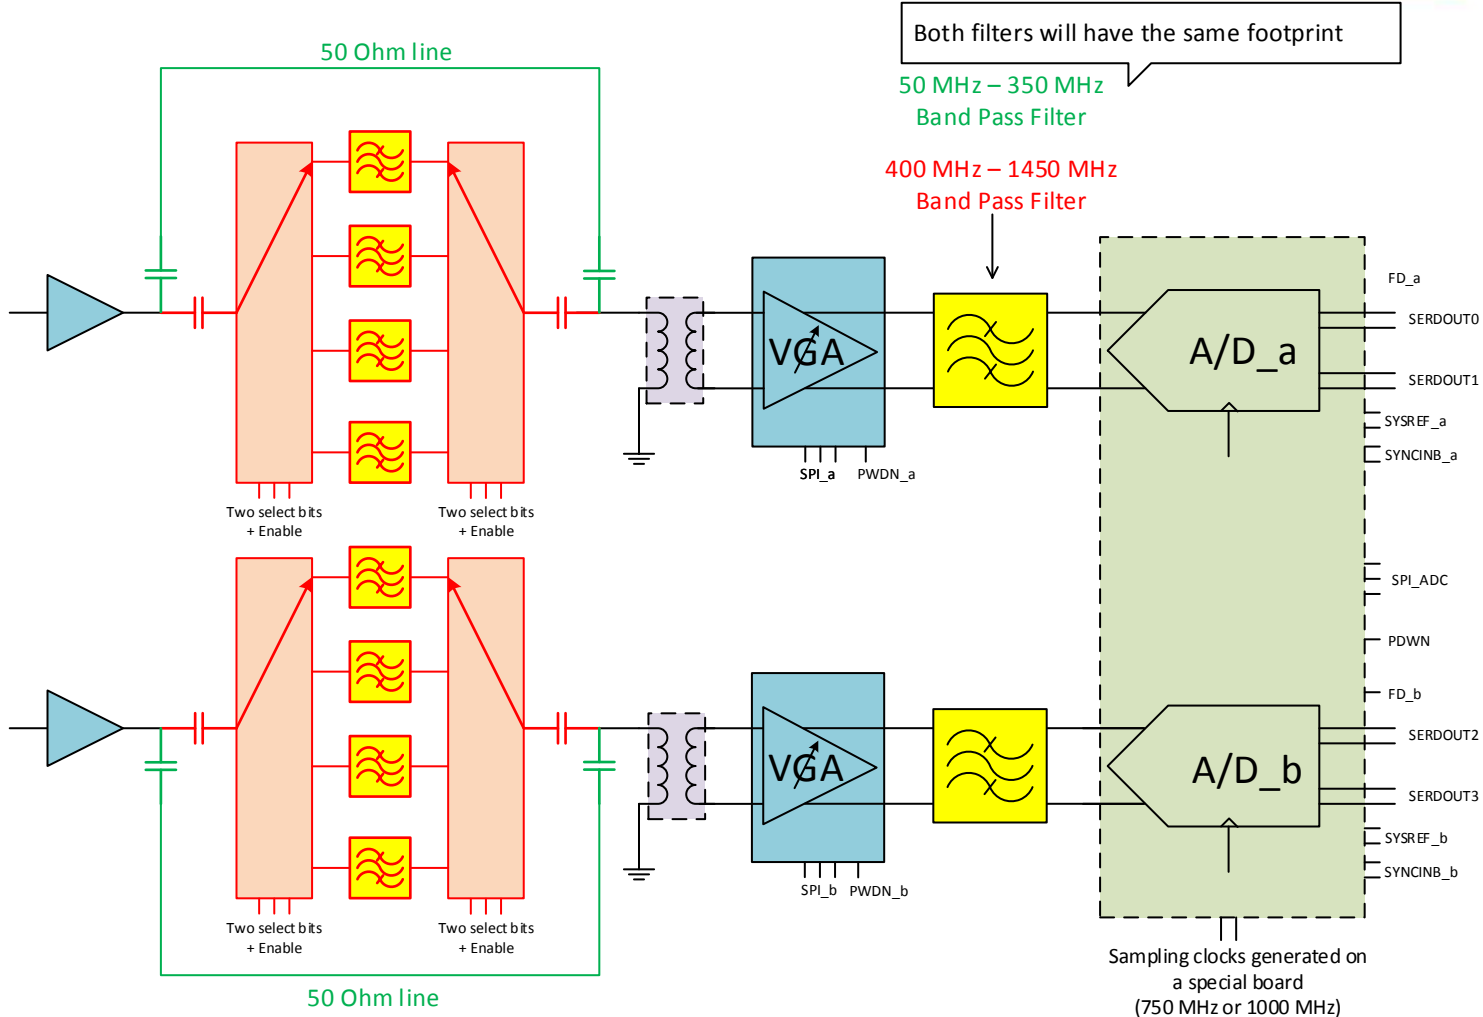 Both filters will have the same footprint
50 Ohm line
50 MHz – 350 MHz
Band Pass Filter
400 MHz – 1450 MHz
Band Pass Filter
FD_a
SERDOUT0
VGA
A/D_a
SERDOUT1
SYSREF_a
SYNCINB_a
SPI_a
PWDN_a
Two select bits
+ Enable
Two select bits
+ Enable
SPI_ADC
PDWN
FD_b
SERDOUT2
VGA
A/D_b
SERDOUT3
SYSREF_b
SYNCINB_b
SPI_b
PWDN_b
Two select bits
+ Enable
Two select bits
+ Enable
50 Ohm line
Sampling clocks generated on
a special board
(750 MHz or 1000 MHz)